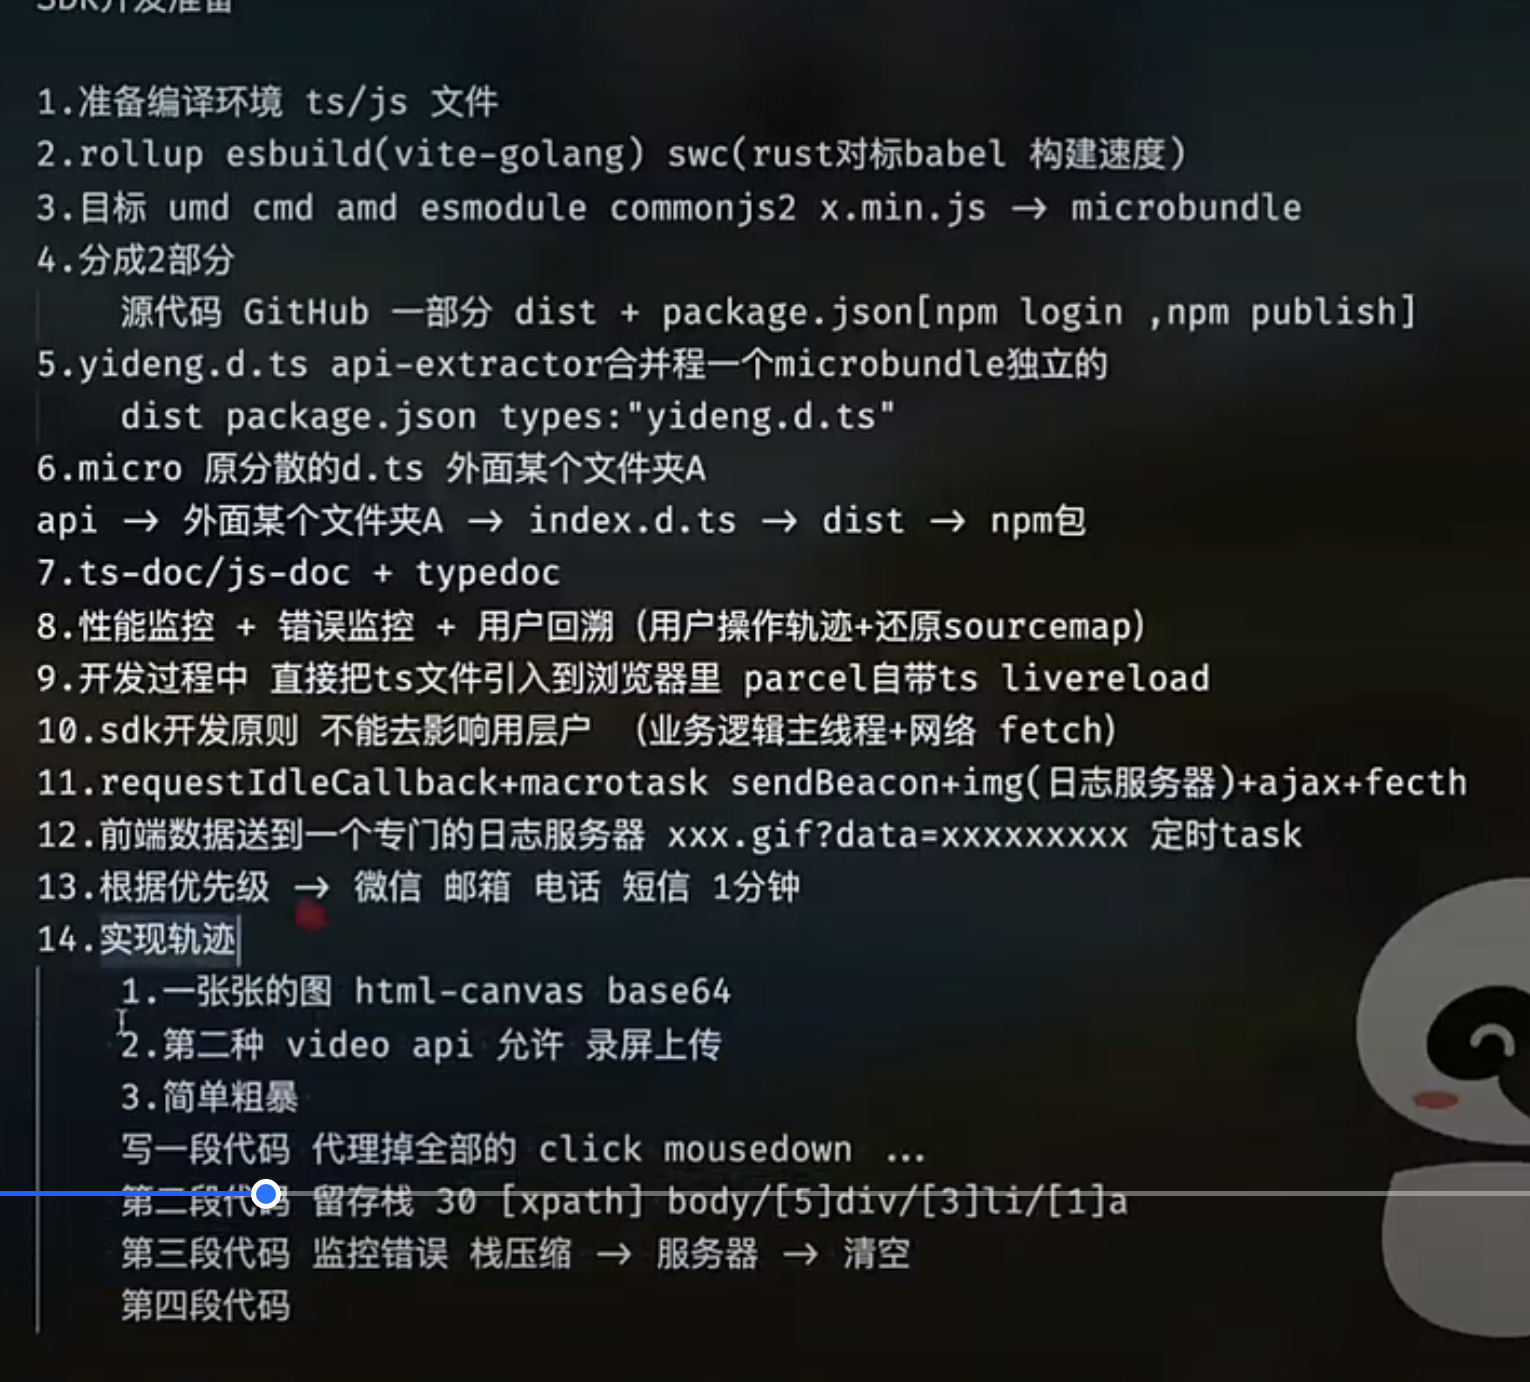 SDK开发准备
1.准备编译环境 ts/js 文件
2.rollup esbuild(vite-golang) swc(rust对标babel 构建速度)
3.目标 umd cmd amd esmodule commonjs2 x.min.js → microbundle
4.分成2部分
源代码 GitHub 一部分 dist + package.json[npm login ,npm publish]
5.yideng.d.ts api-extractor合并程一个microbundle独立的
dist package.json types:"yideng.d.ts"
6.micro 原分散的d.ts 外面某个文件夹A
api → 外面某个文件夹A → index.d.ts → dist → npm包
7.ts-doc/js-doc + typedoc
8.性能监控 + 错误监控 + 用户回溯 (用户操作轨迹+还原sourcemap)
9.开发过程中 直接把ts文件引入到浏览器里 parcel自带ts livereload
10.sdk开发原则 不能去影响用层户 (业务逻辑主线程+网络 fetch)
11.requestIdleCallback+macrotask sendBeacon+img(日志服务器)+ajax+fecth
12.前端数据送到一个专门的日志服务器 xxx.gif?data=xxxxxxxxx 定时task
13.根据优先级 → 微信 邮箱 电话 短信 1分钟
14.实现轨迹
1.一张张的图 html-canvas base64
2.第二种 video api 允许 录屏上传
3.简单粗暴
写一段代码 代理掉全部的 click mousedown ...
第二段代码 留存栈 30 [xpath] body/[5]div/[3]li/[1]a
第三段代码 监控错误 栈压缩 → 服务器 → 清空
第四段代码